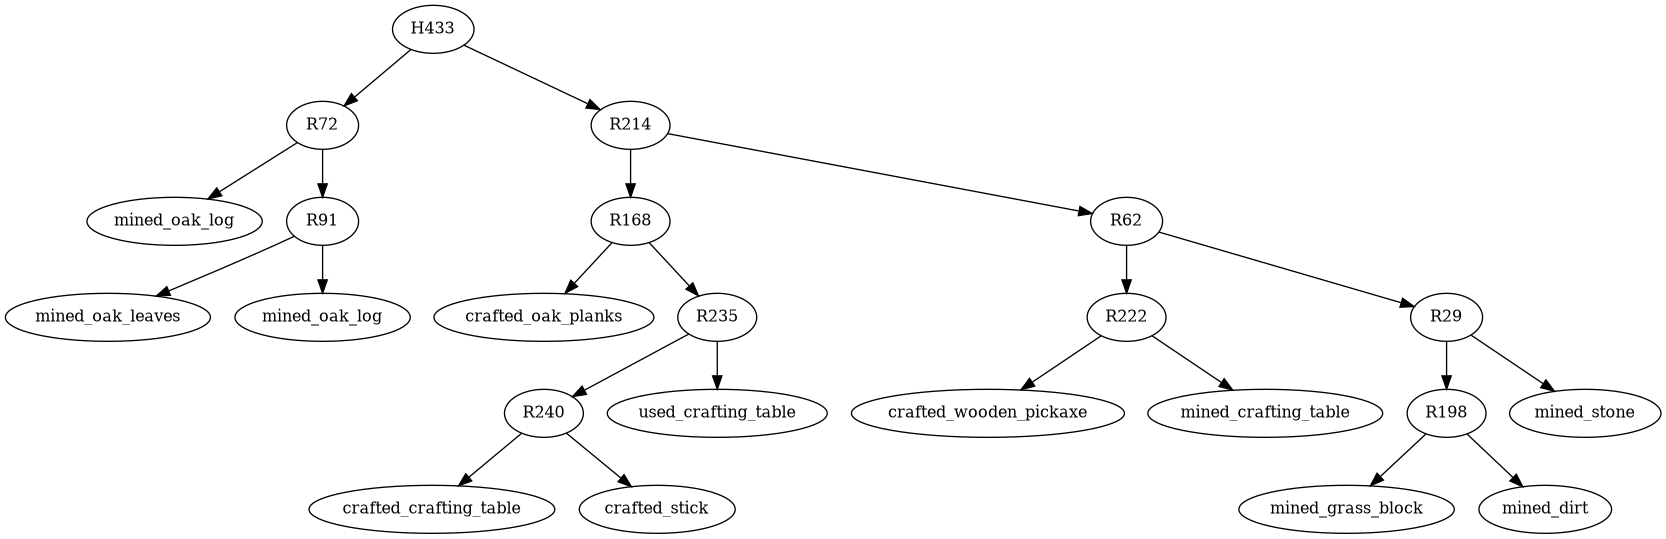 H433
R72
R214
mined_oak_log
R91
R168
R62
mined_oak_leaves
mined_oak_log
crafted_oak_planks
R235
R222
R29
R240
used_crafting_table
crafted_wooden_pickaxe
mined_crafting_table
R198
mined_stone
crafted_crafting_table
crafted_stick
mined_grass_block
mined_dirt